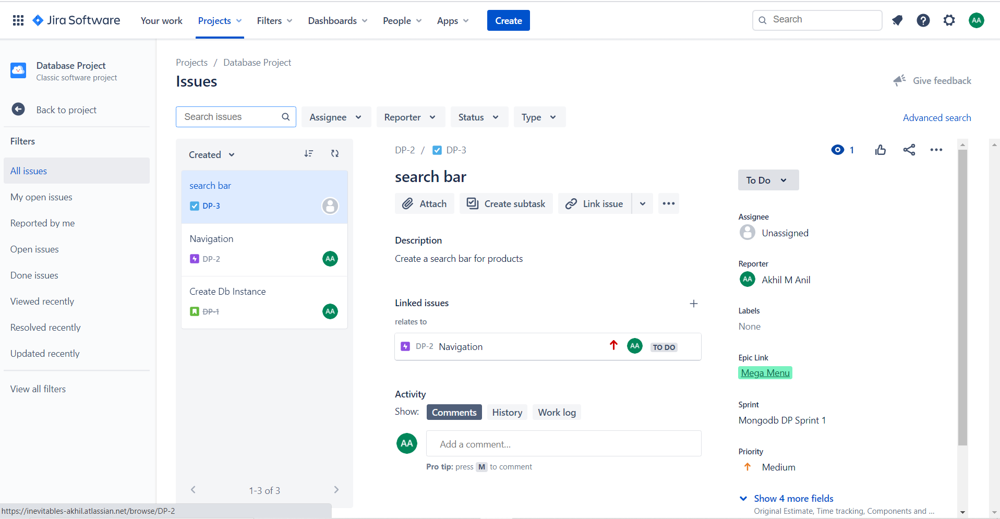 Jira Software
Your work
Projects
Filters
Dashboards
People
Apps
Create
Search
AA
Database Project
Classic software project
Back to project
Filters
All issues
My open issues
Reported by me
Open issues
Done issues
Viewed recently
Resolved recently
Updated recently
View all filters
Projects / Database Project
Issues
Give feedback
Search issues
Assignee
Reporter
Status
Type
Advanced search
Created
search bar
DP-3
Navigation
DP-2
AA
Create Db Instance
DP-1
AA
1-3 of 3
DP-2 / DP-3
1
search bar
Attach
Create subtask
Link issue
Description
Create a search bar for products
Linked issues
relates to
DP-2 Navigation AA TO DO
Activity
Show: Comments History Work log
AA
Add a comment...
Pro tip: press M to comment
To Do
Assignee
Unassigned
Reporter
AA Akhil M Anil
Labels
None
Epic Link
Mega Menu
Sprint
Mongodb DP Sprint 1
Priority
Medium
Show 4 more fields
Original Estimate, Time tracking, Components and ...
https://inevitables-akhil.atlassian.net/browse/DP-2